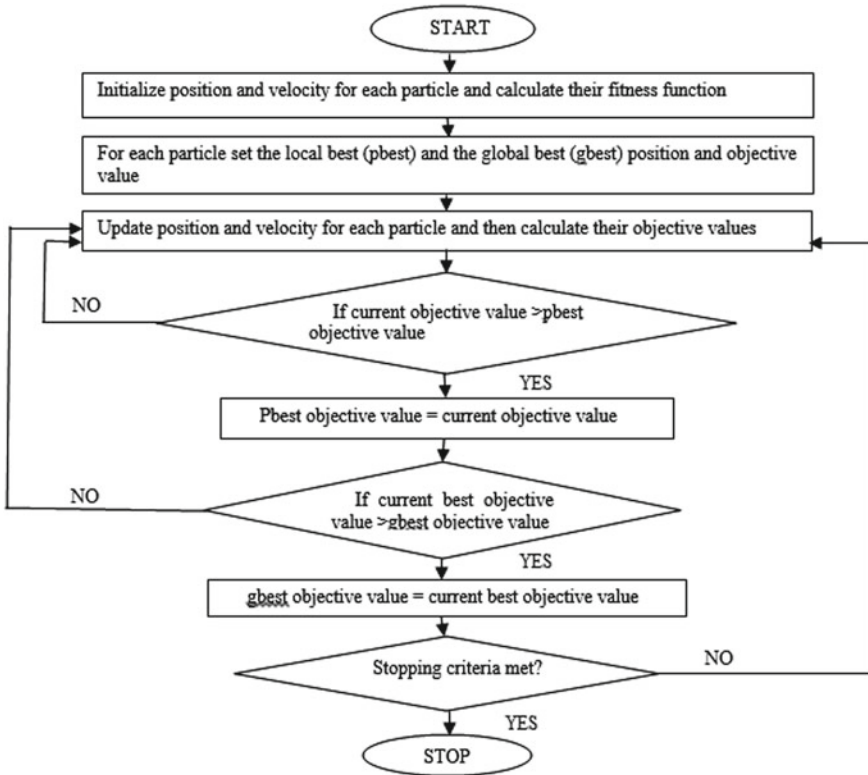 START
Initialize position and velocity for each particle and calculate their fitness function
For each particle set the local best (pbest) and the global best (gbest) position and objective
value
Update position and velocity for each particle and then calculate their objective values
NO
If current objective value >pbest
objective value
YES
Pbest objective value = current objective value
NO
If current best objective
value >gbest objective value
YES
gbest objective value = current best objective value
Stopping criteria met?
NO
YES
STOP